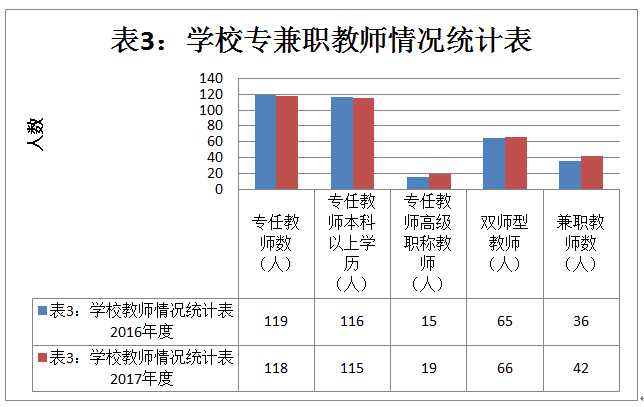 表3：学校专兼职教师情况统计表
人数
140
120
100
80
60
40
20
0
专任教
师数
（人）
专任教
师本科
以上学
历
（人）
专任教
师高级
职称教
师
（人）
双师型
教师
（人）
兼职教
师数
（人）
表3：学校教师情况统计表
2016年度
119
116
15
65
36
表3：学校教师情况统计表
2017年度
118
115
19
66
42